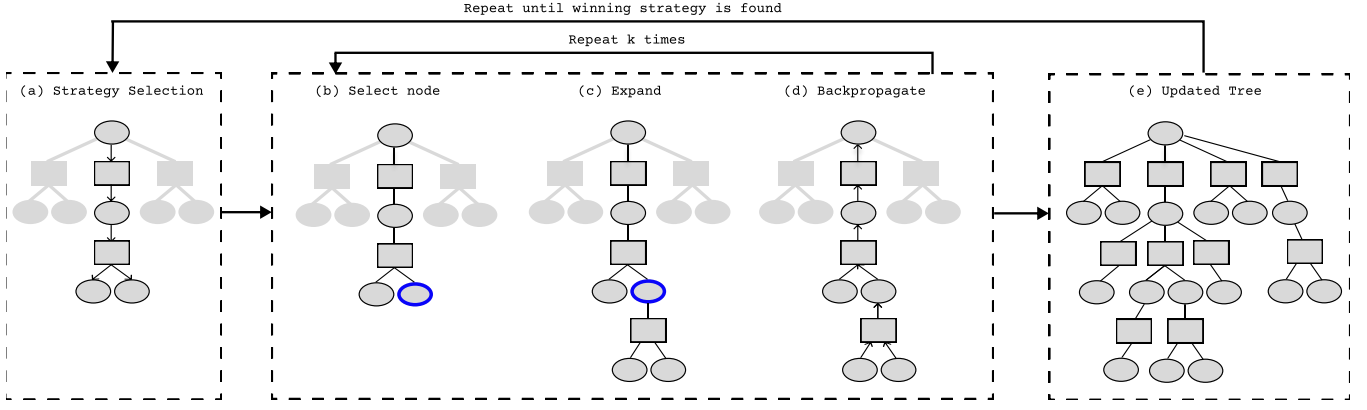 Repeat until winning strategy is found
Repeat k times
(a) Strategy Selection
(b) Select node
(c) Expand
(d) Backpropagate
(e) Updated Tree